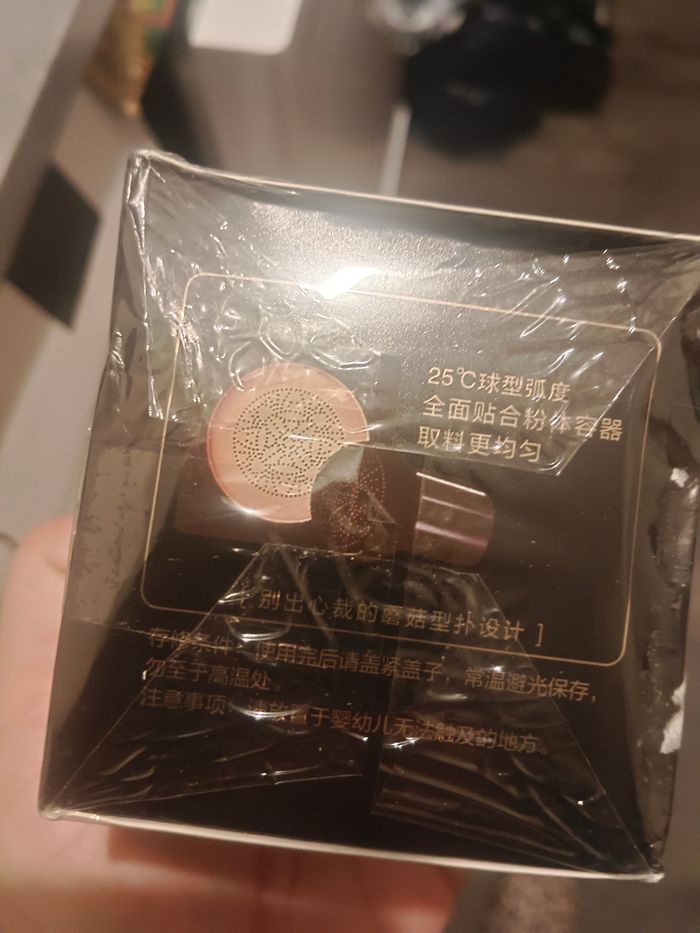 25℃球型弧度
全面贴合粉体容器
取料更均匀
别出心裁的蘑菇型扑设计 ]
存修条件：使用完后请盖紧盖子，常温避光保存，
勿至于高温处。
注意事项：请放置于婴幼儿无法触及的地方。